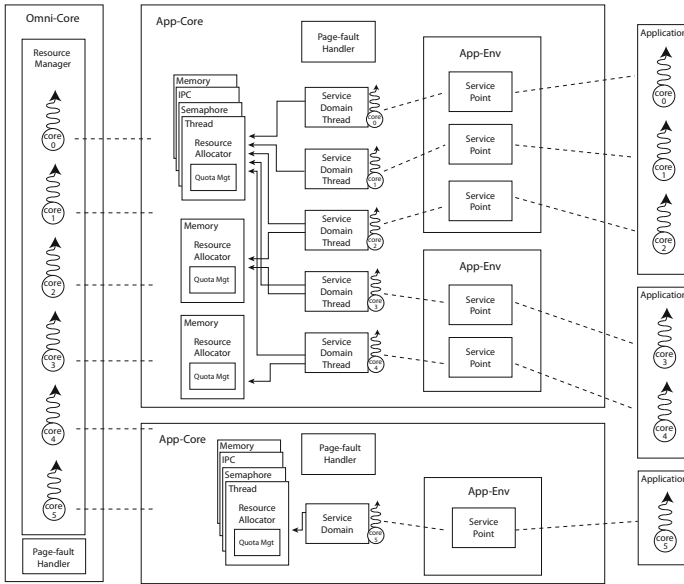 Omni-Core
Resource
Manager
core
0
core
1
core
2
core
3
core
4
core
5
Page-fault
Handler
App-Core
Page-fault
Handler
Memory
IPC
Semaphore
Thread
Resource
Allocator
Quota Mgt
Memory
Resource
Allocator
Quota Mgt
Memory
Resource
Allocator
Quota Mgt
Service
Domain
Thread
core
0
Service
Domain
Thread
core
1
Service
Domain
Thread
core
2
Service
Domain
Thread
core
3
Service
Domain
Thread
core
4
App-Env
Service
Point
Service
Point
Service
Point
App-Env
Service
Point
Service
Point
Application
core
0
core
1
core
2
Application
core
3
core
4
App-Core
Memory
IPC
Semaphore
Thread
Resource
Allocator
Quota Mgt
Page-fault
Handler
Service
Domain
core
5
App-Env
Service
Point
Application
core
5